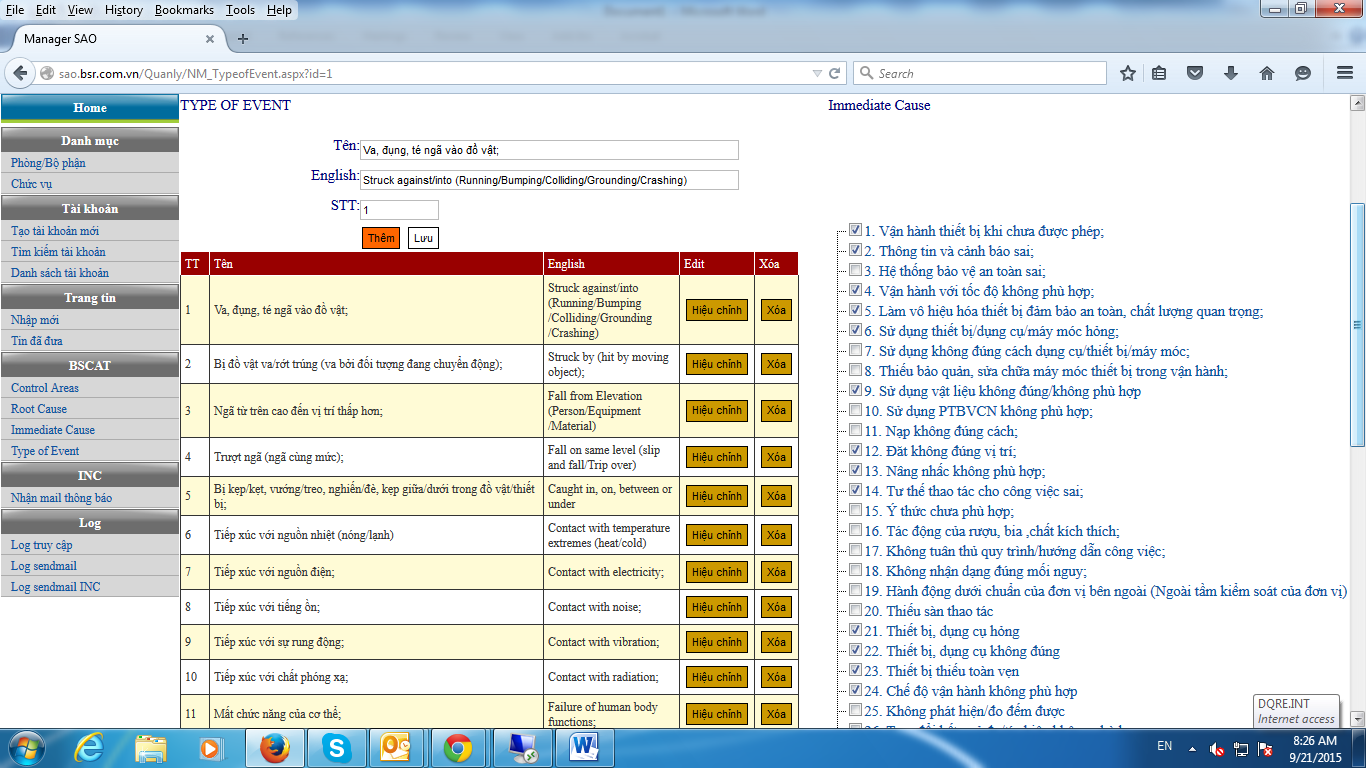 File Edit View History Bookmarks Tools Help
Manager SAO
sao.bsr.com.vn/Quanly/NM_TypeofEvent.aspx?id=1
Search
Home
Danh mục
Phòng/Bộ phận
Chức vụ
Tài khoản
Tạo tài khoản mới
Tìm kiếm tài khoản
Danh sách tài khoản
Trang tin
Nhập mới
Tin đã đưa
BSCAT
Control Areas
Root Cause
Immediate Cause
Type of Event
INC
Nhận mail thông báo
Log
Log truy cập
Log sendmail
Log sendmail INC
TYPE OF EVENT
Tên: Va, đụng, té ngã vào đồ vật;
English: Struck against/into (Running/Bumping/Colliding/Grounding/Crashing)
STT: 1
Thêm Lưu
TT Tên English Edit Xóa
1 Va, đụng, té ngã vào đồ vật; Struck against/into
(Running/Bumping
/Colliding/Grounding
/Crashing) Hiệu chỉnh Xóa
2 Bị đồ vật va/rớt trúng (va bởi đối tượng đang chuyển động); Struck by (hit by moving
object); Hiệu chỉnh Xóa
3 Ngã từ trên cao đến vị trí thấp hơn; Fall from Elevation
(Person/Equipment
/Material) Hiệu chỉnh Xóa
4 Trượt ngã (ngã cùng mức); Fall on same level (slip
and fall/Trip over) Hiệu chỉnh Xóa
5 Bị kẹp/kẹt, vướng/treo, nghiến/đè, kẹp giữa/dưới trong đồ vật/thiết
bị; Caught in, on, between or
under Hiệu chỉnh Xóa
6 Tiếp xúc với nguồn nhiệt (nóng/lạnh) Contact with temperature
extremes (heat/cold) Hiệu chỉnh Xóa
7 Tiếp xúc với nguồn điện; Contact with electricity; Hiệu chỉnh Xóa
8 Tiếp xúc với tiếng ồn; Contact with noise; Hiệu chỉnh Xóa
9 Tiếp xúc với sự rung động; Contact with vibration; Hiệu chỉnh Xóa
10 Tiếp xúc với chất phóng xạ; Contact with radiation; Hiệu chỉnh Xóa
11 Mất chức năng của cơ thể; Failure of human body
functions; Hiệu chỉnh Xóa
Immediate Cause
1. Vận hành thiết bị khi chưa được phép;
2. Thông tin và cảnh báo sai;
3. Hệ thống bảo vệ an toàn sai;
4. Vận hành với tốc độ không phù hợp;
5. Làm vô hiệu hóa thiết bị đảm bảo an toàn, chất lượng quan trọng;
6. Sử dụng thiết bị/dụng cụ/máy móc hỏng;
7. Sử dụng không đúng cách dụng cụ/thiết bị/máy móc;
8. Thiếu bảo quản, sửa chữa máy móc thiết bị trong vận hành;
9. Sử dụng vật liệu không đúng/không phù hợp
10. Sử dụng PTBVCN không phù hợp;
11. Nạp không đúng cách;
12. Đặt không đúng vị trí;
13. Nâng nhấc không phù hợp;
14. Tư thế thao tác cho công việc sai;
15. Ý thức chưa phù hợp;
16. Tác động của rượu, bia ,chất kích thích;
17. Không tuân thủ quy trình/hướng dẫn công việc;
18. Không nhận dạng đúng mối nguy;
19. Hành động dưới chuẩn của đơn vị bên ngoài (Ngoài tầm kiểm soát của đơn vị)
20. Thiếu sàn thao tác
21. Thiết bị, dụng cụ hỏng
22. Thiết bị, dụng cụ không đúng
23. Thiết bị thiếu toàn vẹn
24. Chế độ vận hành không phù hợp
25. Không phát hiện/đo đếm được
DQRE.INT
Internet access
EN
8:26 AM
9/21/2015